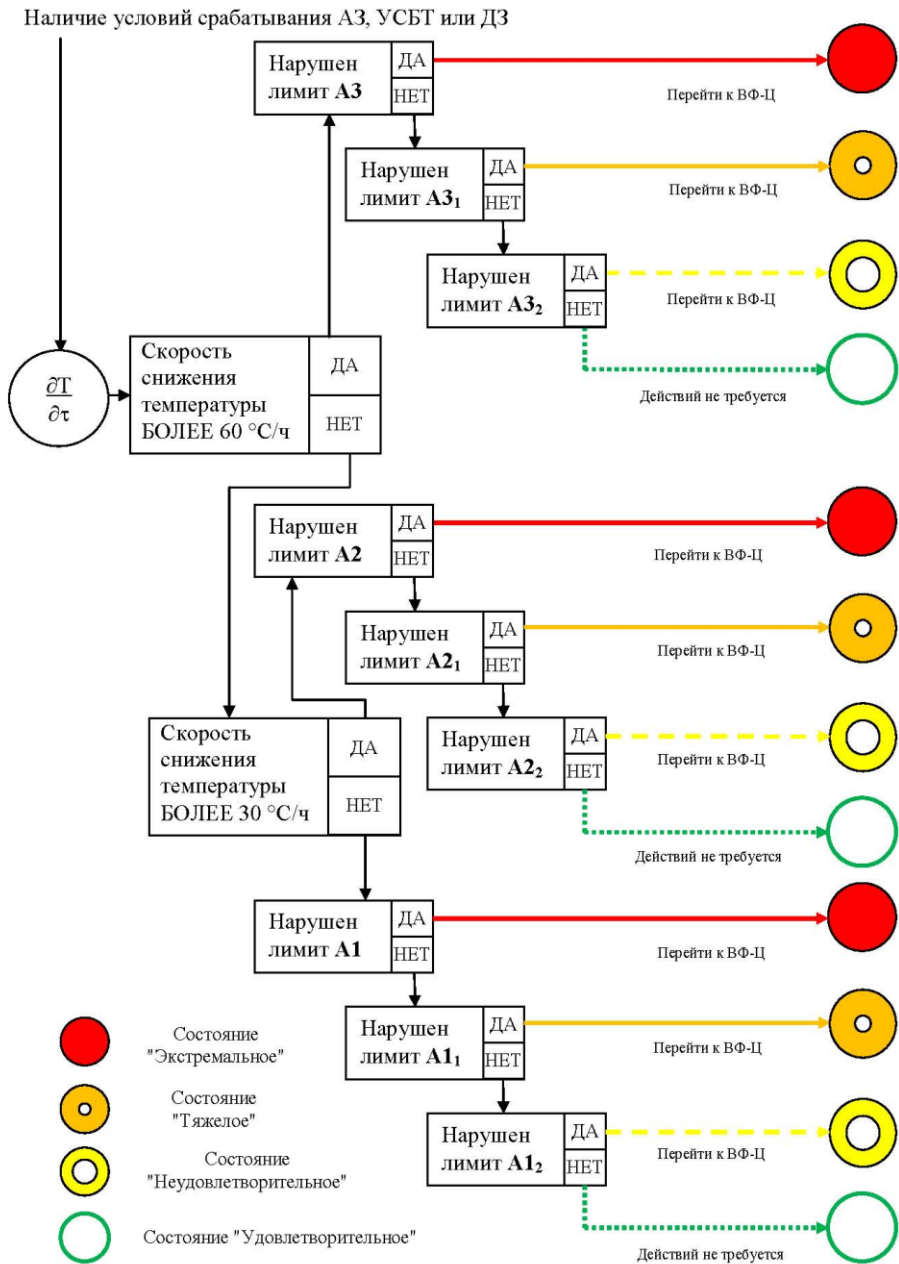 Наличие условий срабатывания АЗ, УСБТ или ДЗ
Нарушен
лимит А3
ДА
НЕТ
Перейти к ВФ-Ц
Нарушен
лимит А3₁
ДА
НЕТ
Перейти к ВФ-Ц
Нарушен
лимит А3₂
ДА
НЕТ
Перейти к ВФ-Ц
Действий не требуется
∂T
∂τ
Скорость
снижения
температуры
БОЛЕЕ 60 °С/ч
ДА
НЕТ
Нарушен
лимит А2
ДА
НЕТ
Перейти к ВФ-Ц
Нарушен
лимит А2₁
ДА
НЕТ
Перейти к ВФ-Ц
Нарушен
лимит А2₂
ДА
НЕТ
Перейти к ВФ-Ц
Действий не требуется
Скорость
снижения
температуры
БОЛЕЕ 30 °С/ч
ДА
НЕТ
Нарушен
лимит А1
ДА
НЕТ
Перейти к ВФ-Ц
Нарушен
лимит А1₁
ДА
НЕТ
Перейти к ВФ-Ц
Нарушен
лимит А1₂
ДА
НЕТ
Перейти к ВФ-Ц
Действий не требуется
Состояние
"Экстремальное"
Состояние
"Тяжелое"
Состояние
"Неудовлетворительное"
Состояние "Удовлетворительное"